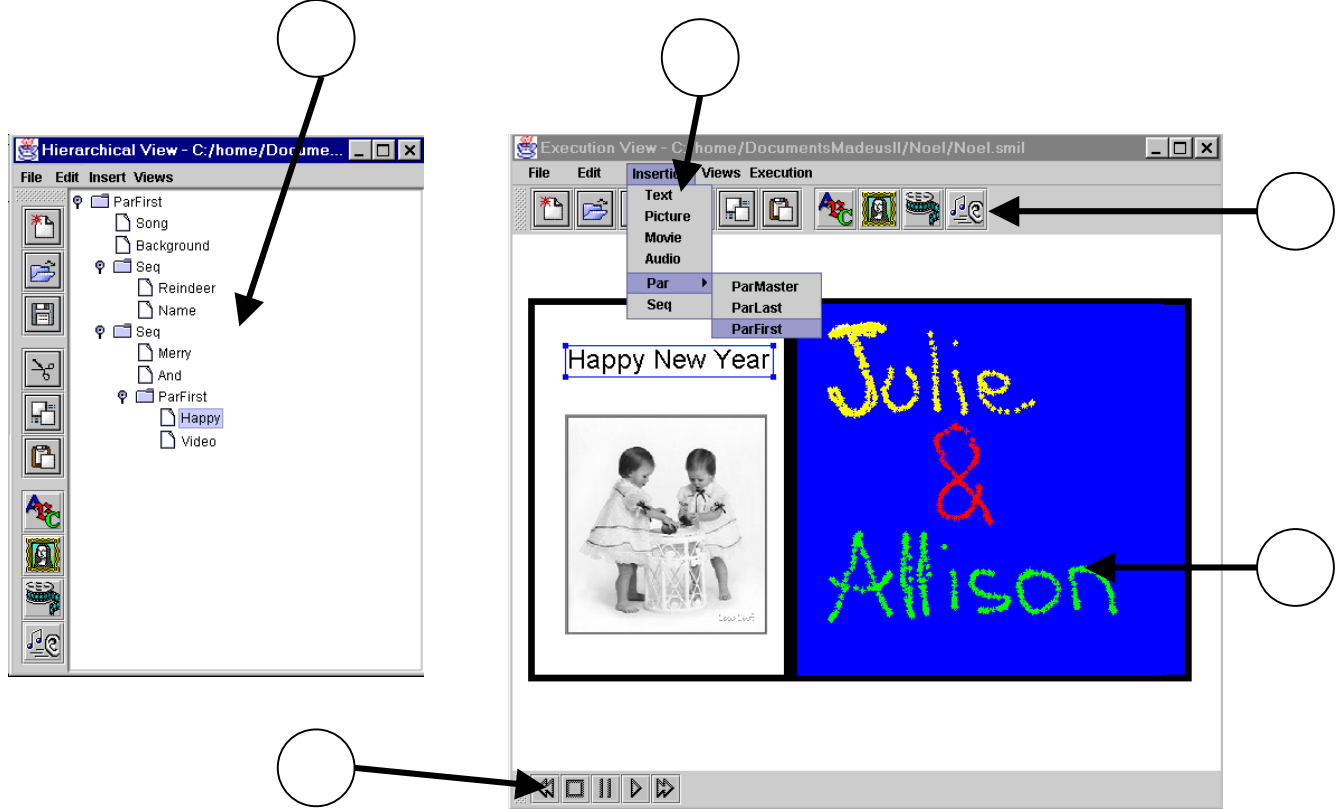 Hierarchical View - C:/home/Docume...
File Edit Insert Views
ParFirst
Song
Background
Seq
Reindeer
Name
Seq
Merry
And
ParFirst
Happy
Video
Execution View - C:/home/DocumentsMadeusII/Noel/Noel.smil
File Edit Insertion Views Execution
Text
Picture
Movie
Audio
Par
Seq
ParMaster
ParLast
ParFirst
Happy New Year
Julie
&
Allison